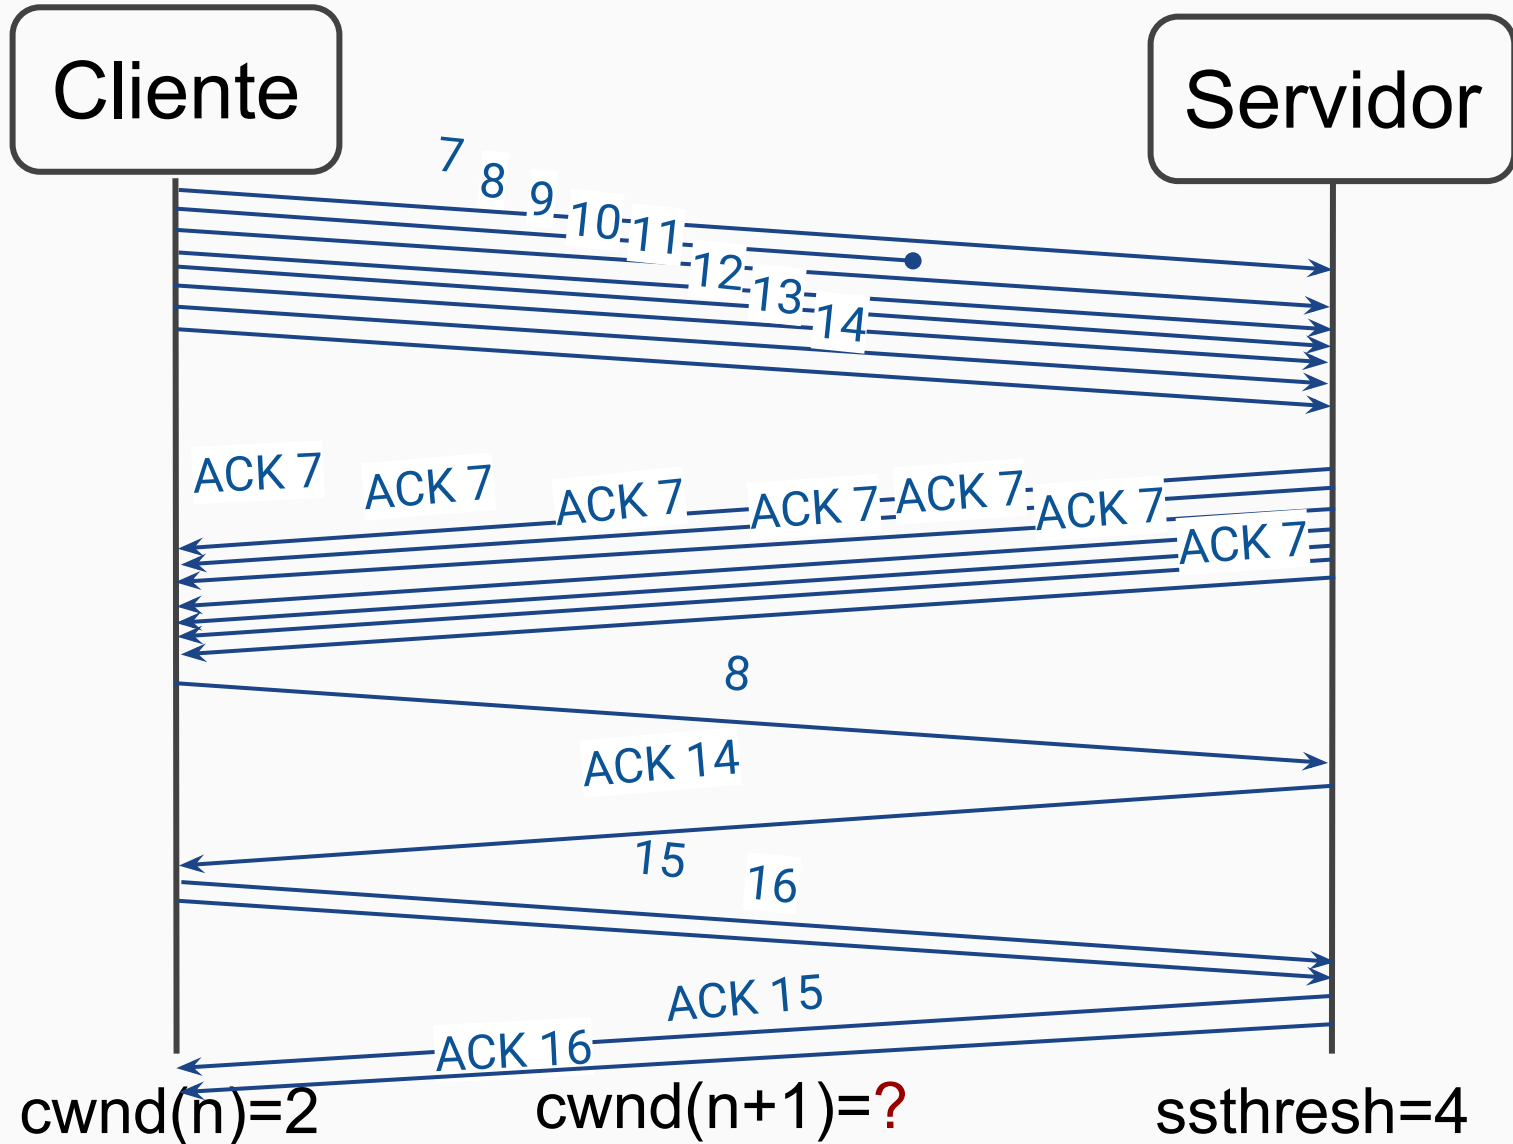 Cliente
Servidor
7
8
9
10
11
12
13
14
ACK 7
ACK 7
ACK 7
ACK 7
ACK 7
ACK 7
ACK 7
8
ACK 14
15
16
ACK 15
ACK 16
cwnd(n)=2
cwnd(n+1)=?
ssthresh=4